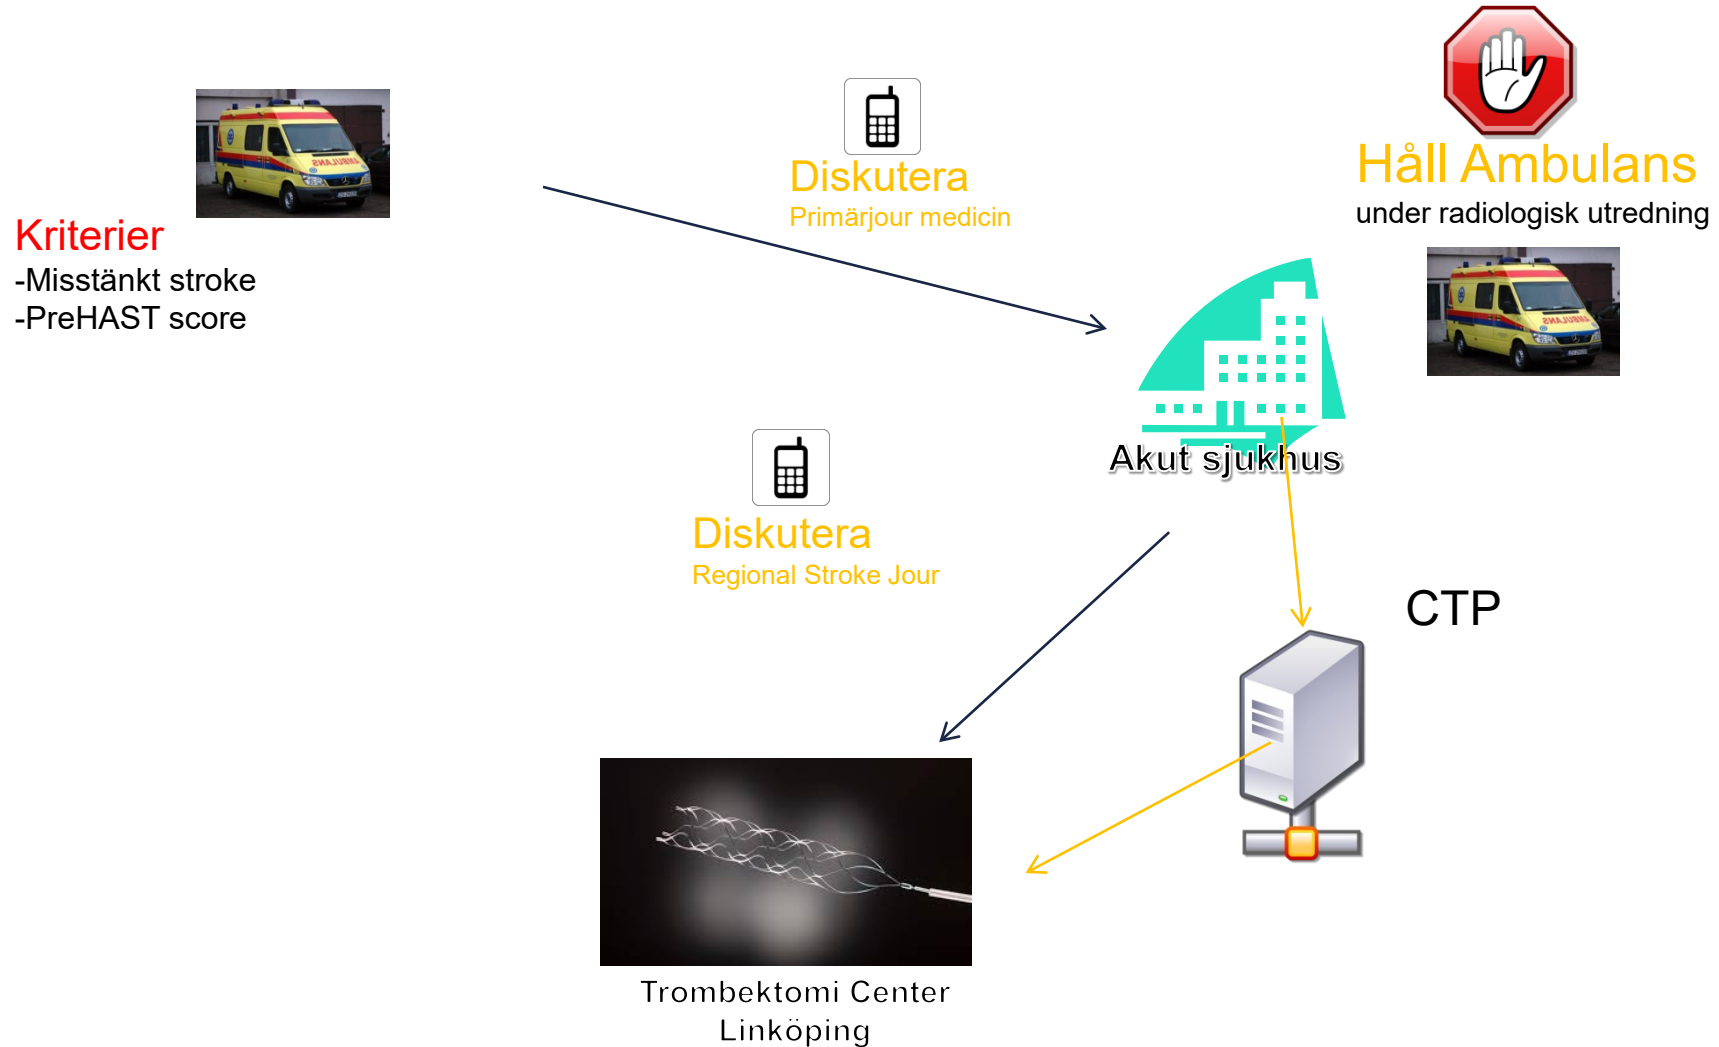 Kriterier
-Misstänkt stroke
-PreHAST score
Diskutera
Primärjour medicin
Håll Ambulans
under radiologisk utredning
Akut sjukhus
Diskutera
Regional Stroke Jour
CTP
Trombektomi Center
Linköping